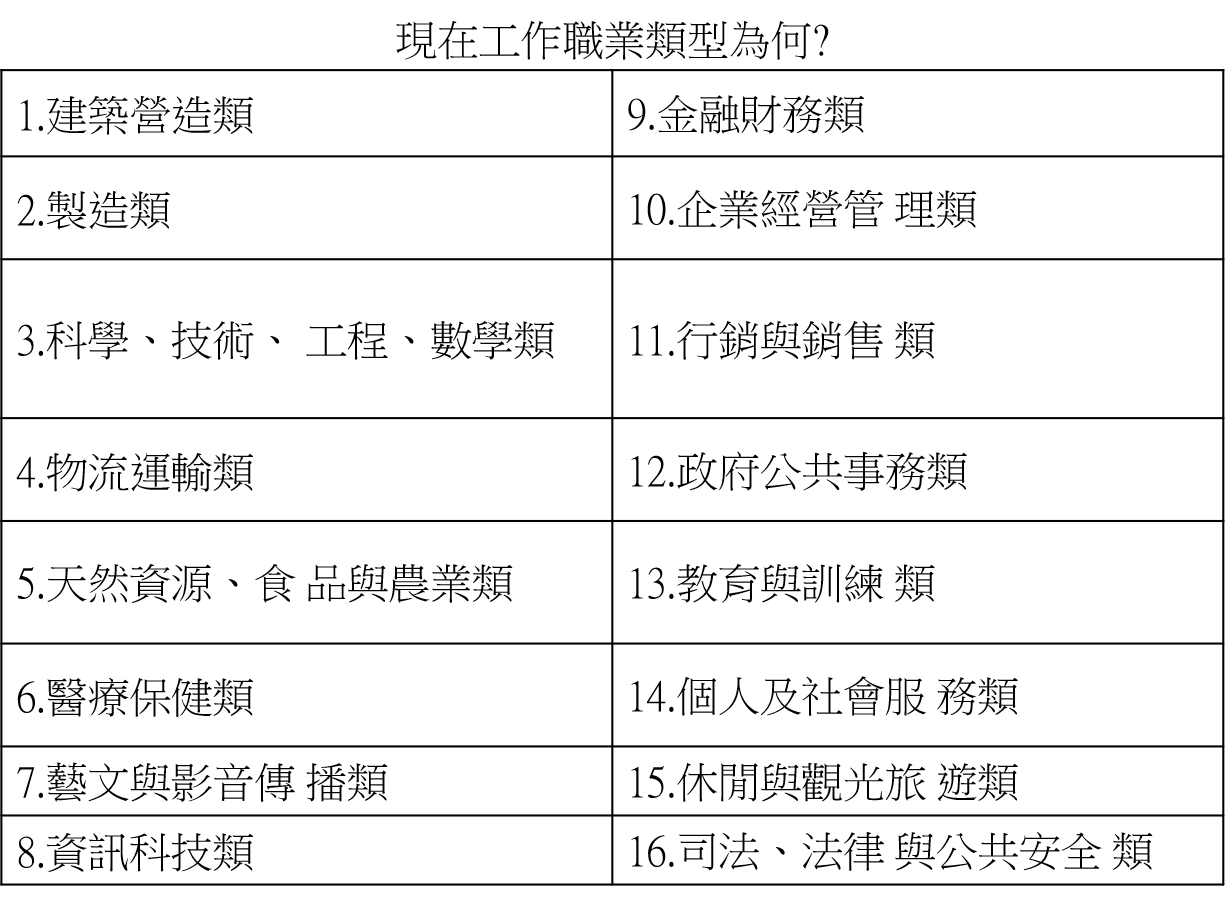 現在工作職業類型為何?
1.建築營造類
9.金融財務類
2.製造類
10.企業經營管 理類
3.科學、技術、 工程、數學類
11.行銷與銷售 類
4.物流運輸類
12.政府公共事務類
5.天然資源、食 品與農業類
13.教育與訓練 類
6.醫療保健類
14.個人及社會服 務類
7.藝文與影音傳 播類
15.休閒與觀光旅 遊類
8.資訊科技類
16.司法、法律 與公共安全 類